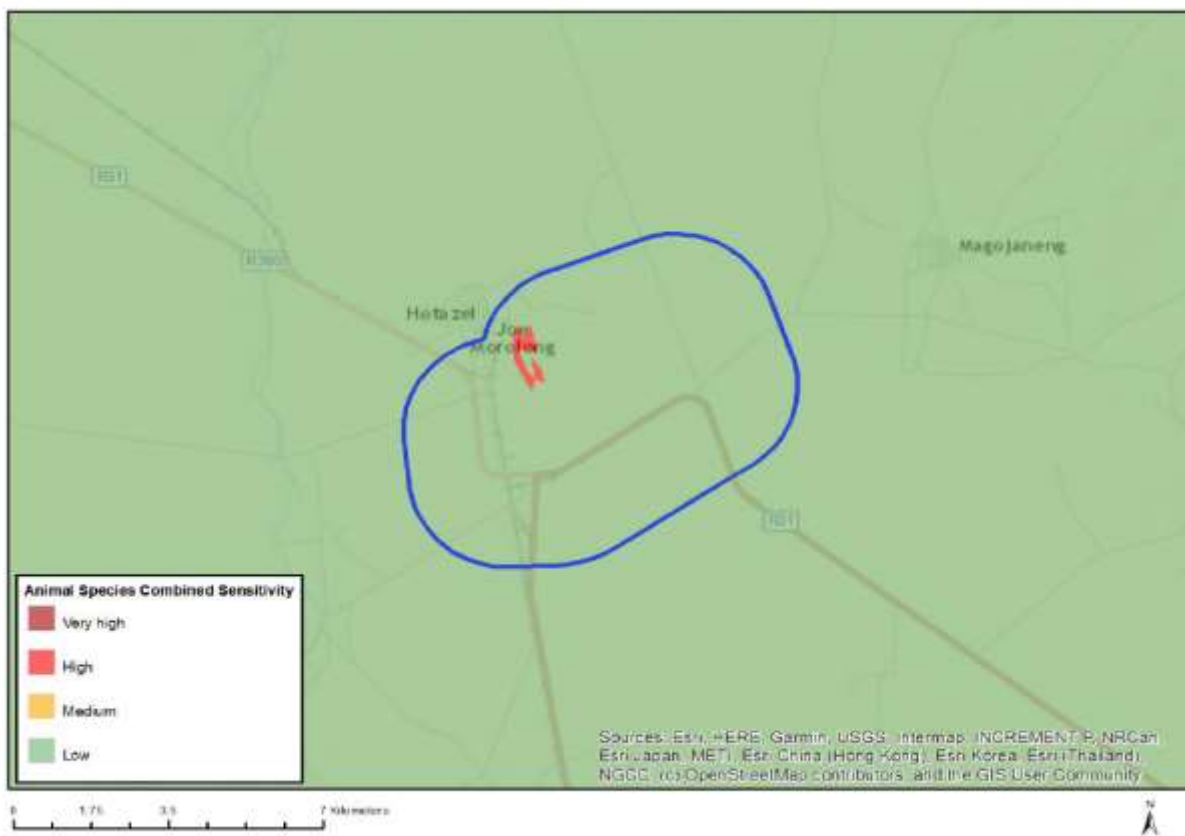 R31
R380
Magojaneng
Hotazel
Joe
Morolong
R31
Animal Species Combined Sensitivity
Very high
High
Medium
Low
Sources: Esri, HERE, Garmin, USGS, Intermap, INCREMENT P, NRCan,
Esri Japan, METI, Esri China (Hong Kong), Esri Korea, Esri (Thailand),
NGCC, (c) OpenStreetMap contributors, and the GIS User Community
0 1.75 3.5 7 Kilometers
N